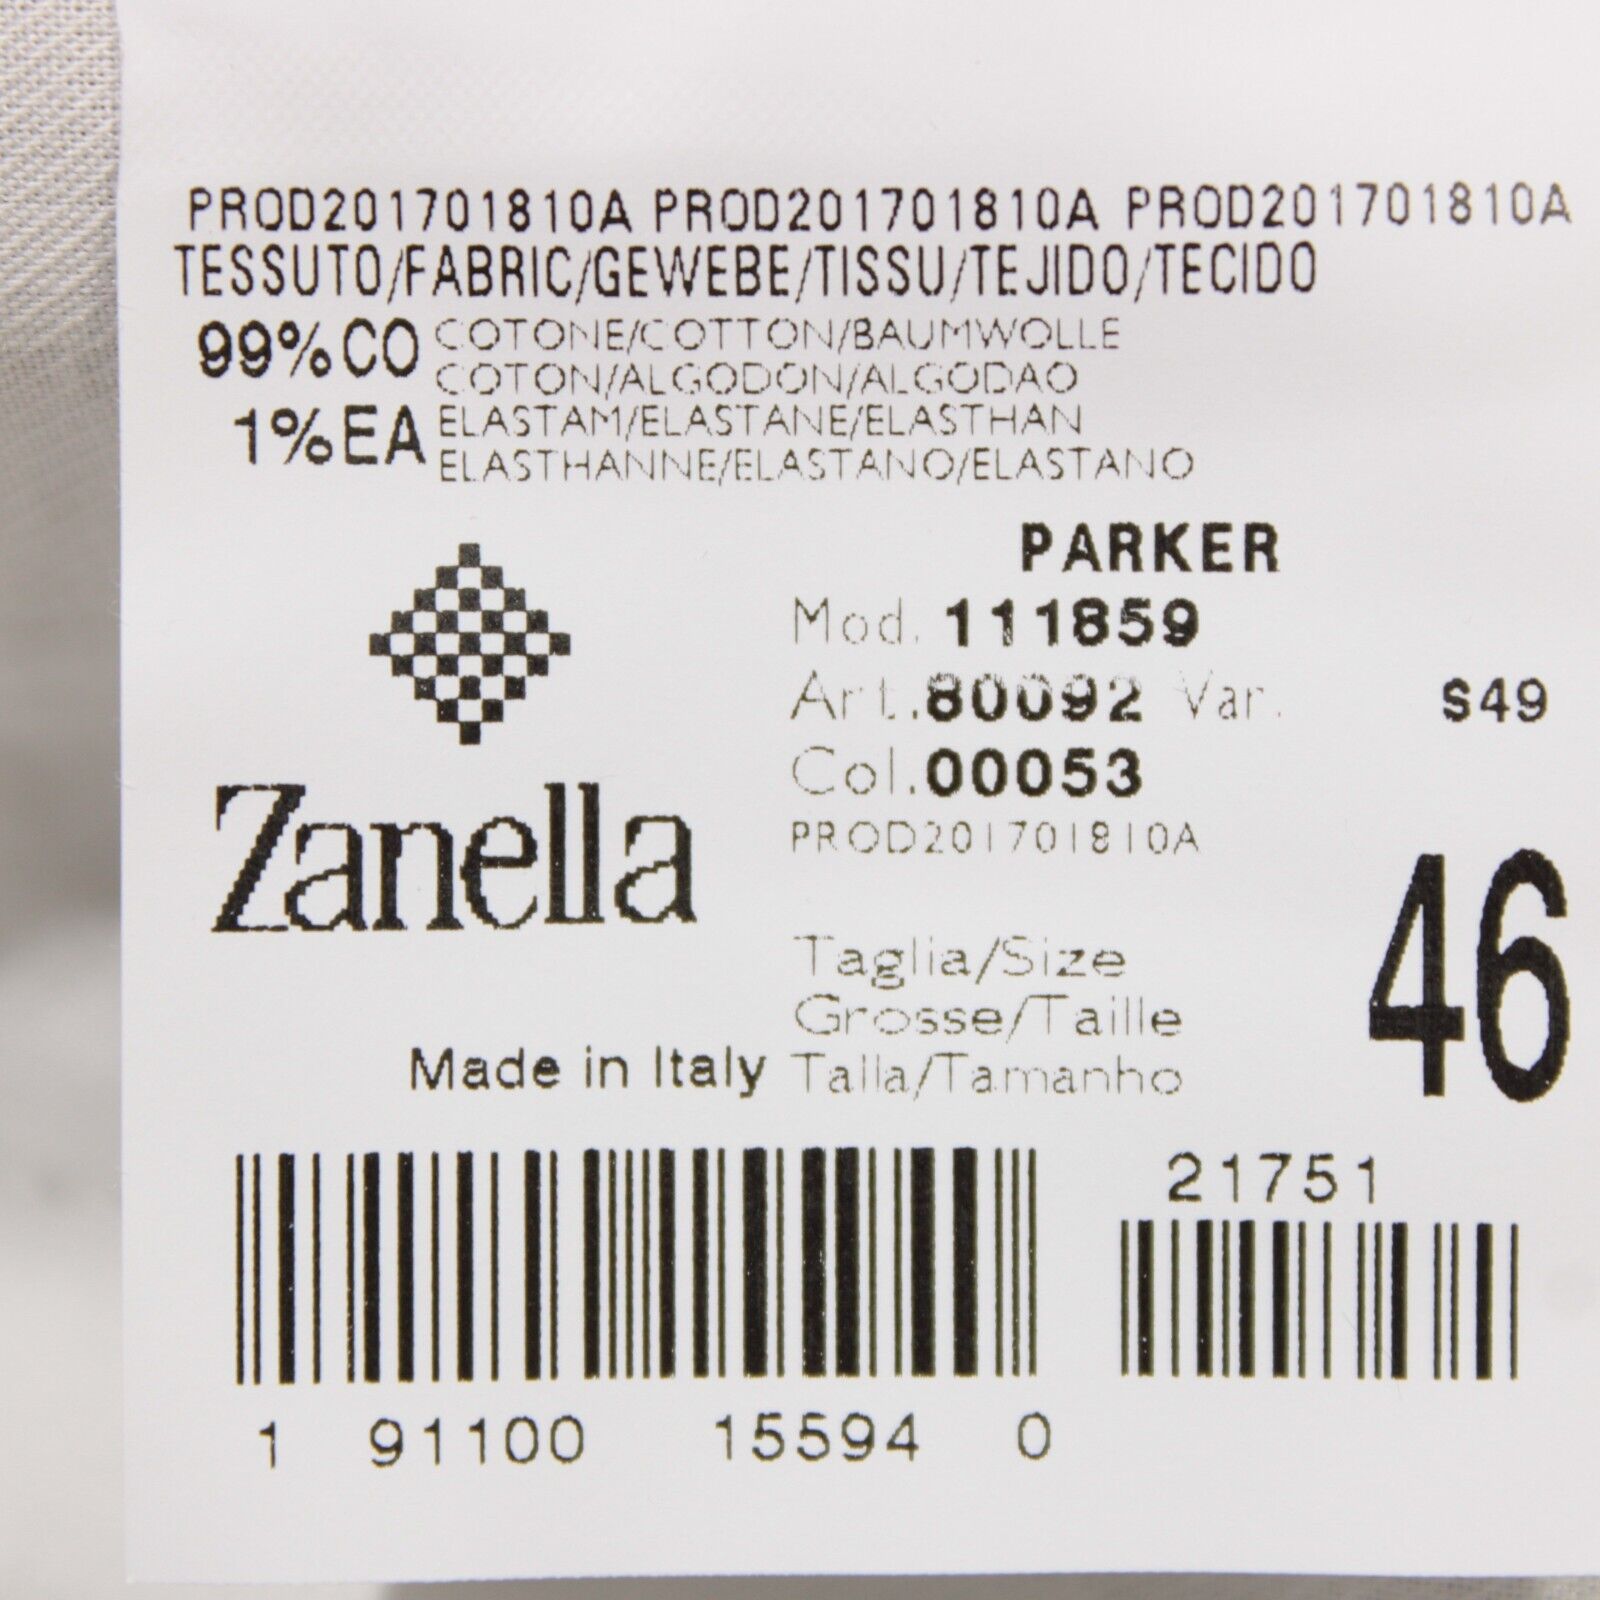 PROD201701810A PROD201701810A PROD201701810A
TESSUTO/FABRIC/GEWEBE/TISSU/TEJIDO/TECIDO
99%CO COTONE/COTTON/BAUMWOLLE
COTON/ALGODON/ALGODAO
1%EA ELASTAM/ELASTANE/ELASTHAN
ELASTHANNE/ELASTANO/ELASTANO
PARKER
Mod. 111859
Art.80092 Var. S49
Col.00053
PROD201701810A
Zanella
Taglia/Size
Grosse/Taille
Talla/Tamanho
46
Made in Italy
21751
1 91100 15594 0